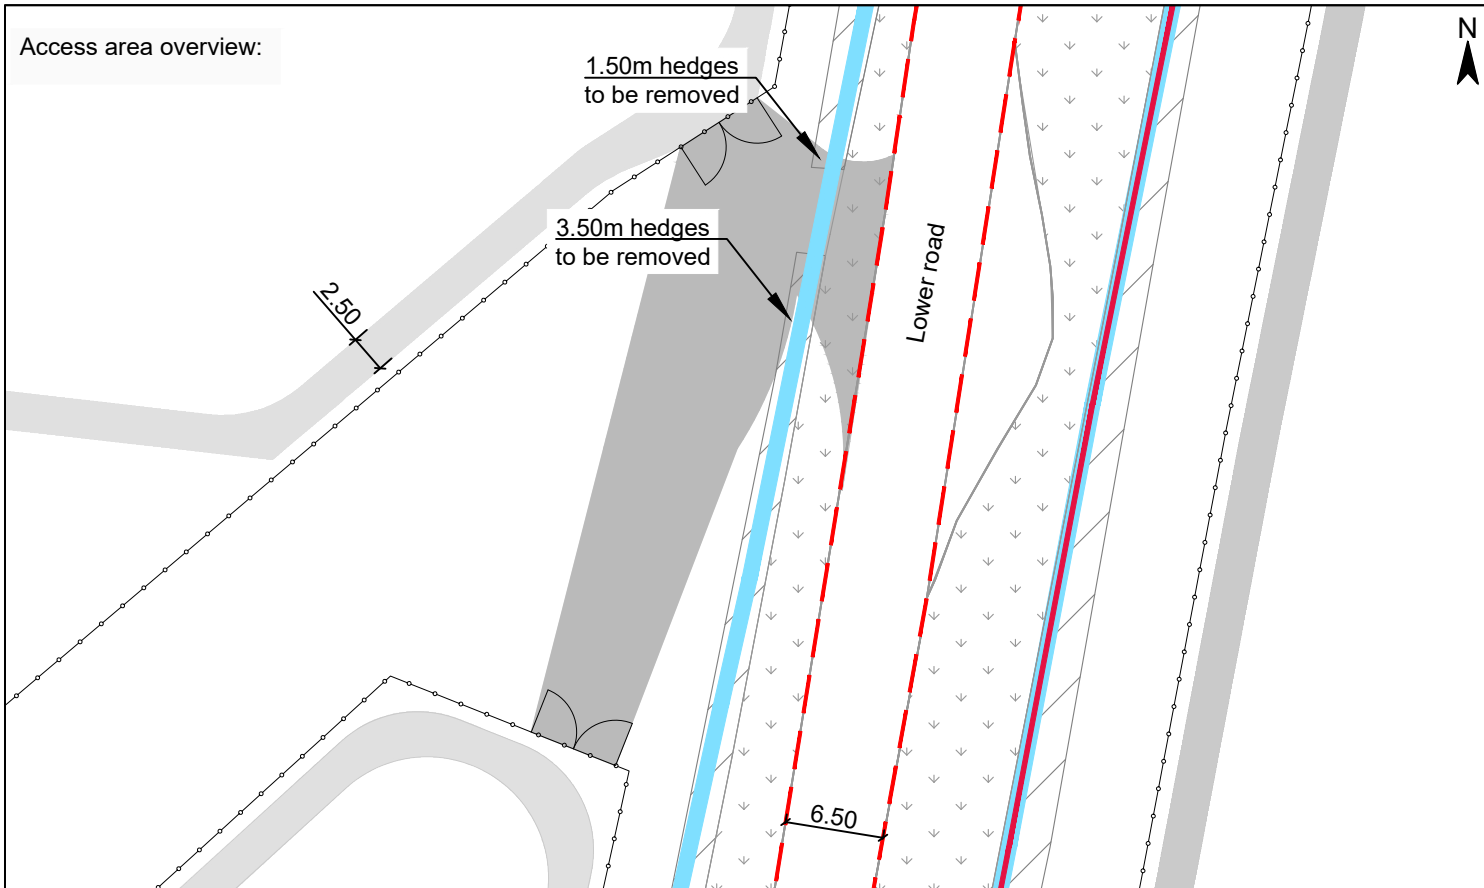 Access area overview:
N
1.50m hedges
to be removed
3.50m hedges
to be removed
Lower road
2.50
6.50